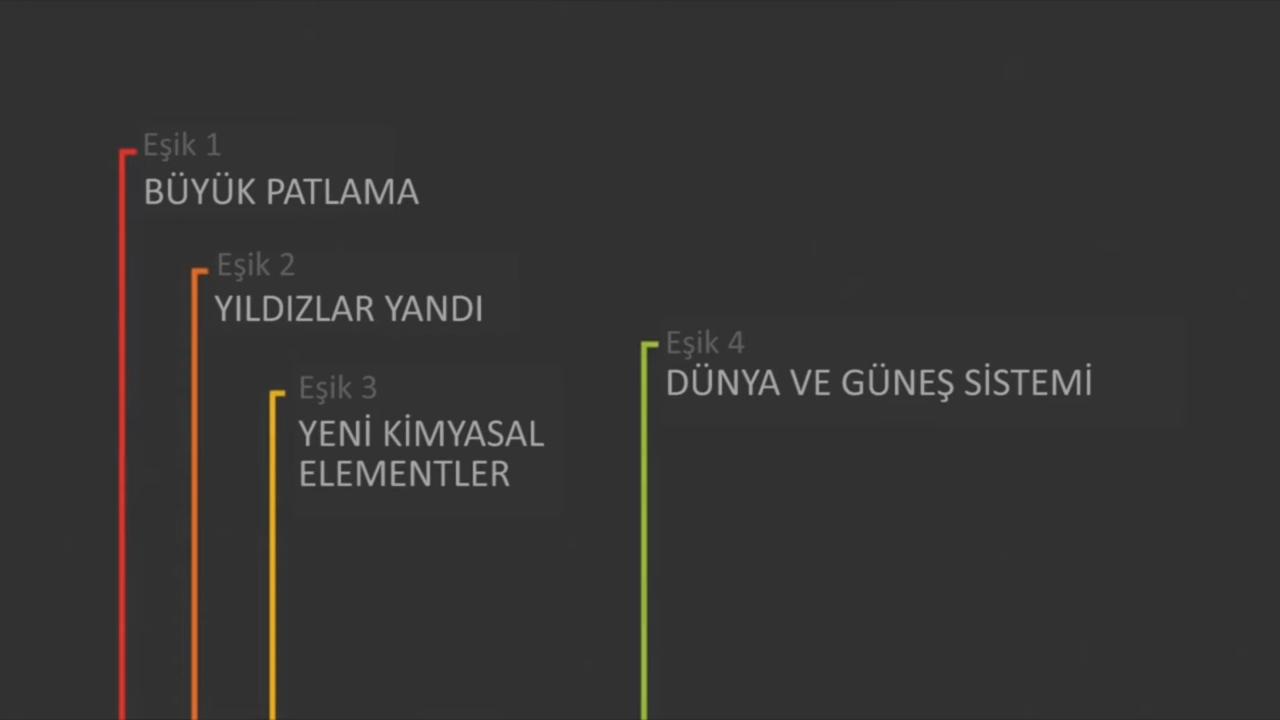 Eşik 1
BÜYÜK PATLAMA
Eşik 2
YILDIZLAR YANDI
Eşik 3
YENİ KİMYASAL
ELEMENTLER
Eşik 4
DÜNYA VE GÜNEŞ SİSTEMİ